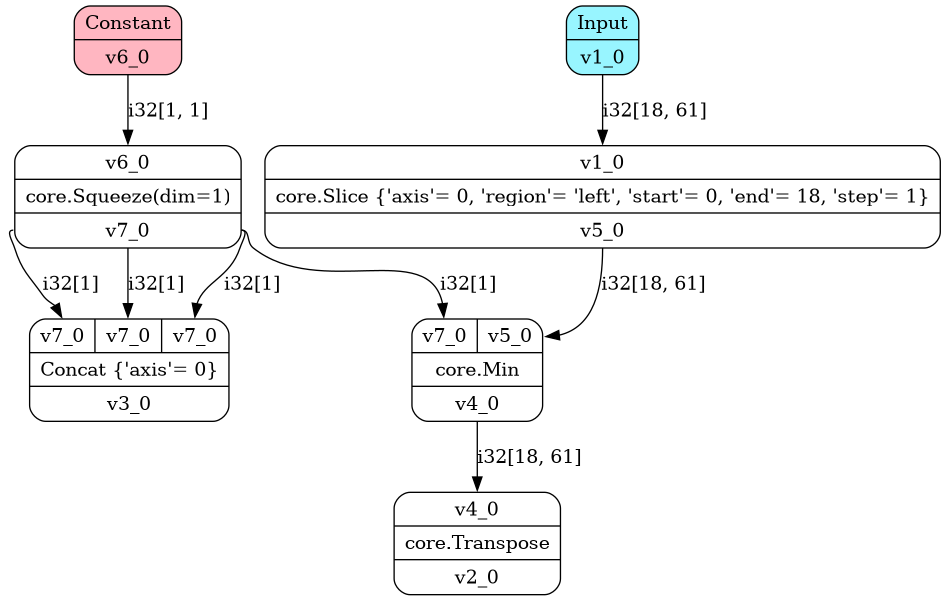 Constant
v6_0
Input
v1_0
i32[1, 1]
i32[18, 61]
v6_0
core.Squeeze(dim=1)
v7_0
v1_0
core.Slice {'axis'= 0, 'region'= 'left', 'start'= 0, 'end'= 18, 'step'= 1}
v5_0
i32[1]
i32[1]
i32[1]
i32[1]
i32[18, 61]
v7_0 v7_0 v7_0
Concat {'axis'= 0}
v3_0
v7_0 v5_0
core.Min
v4_0
i32[18, 61]
v4_0
core.Transpose
v2_0